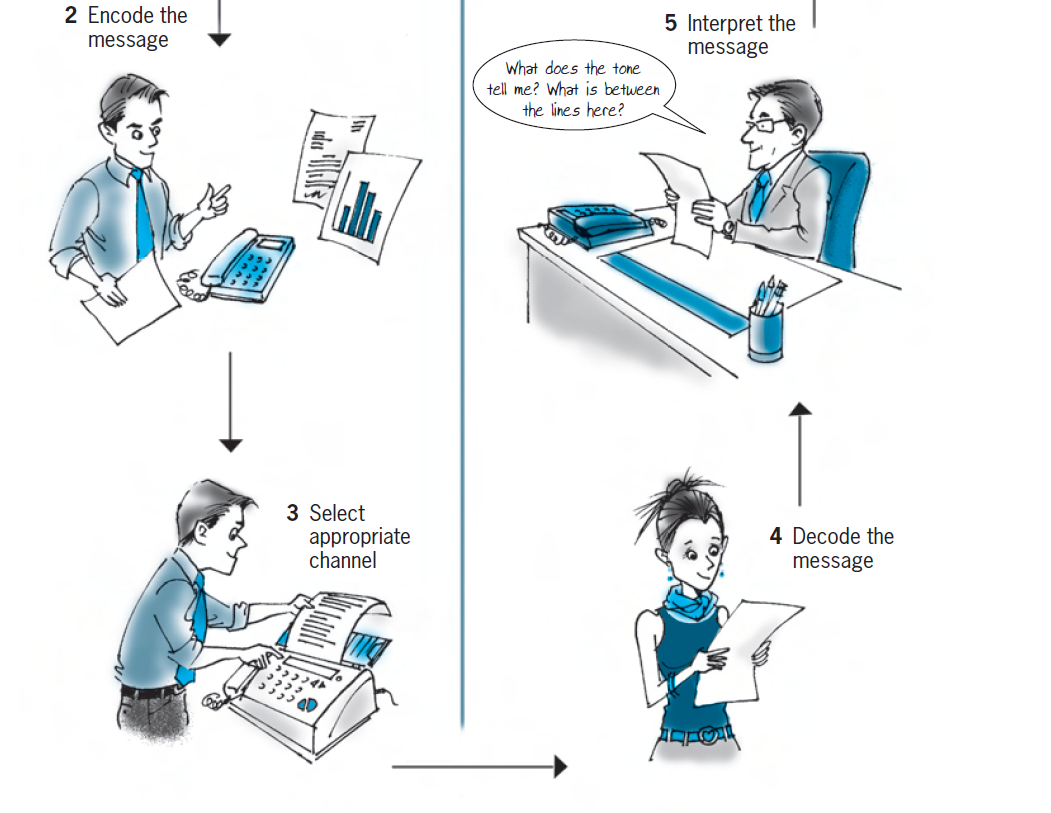 2 Encode the
message
3 Select
appropriate
channel
4 Decode the
message
5 Interpret the
message
What does the tone
tell me? What is between
the lines here?